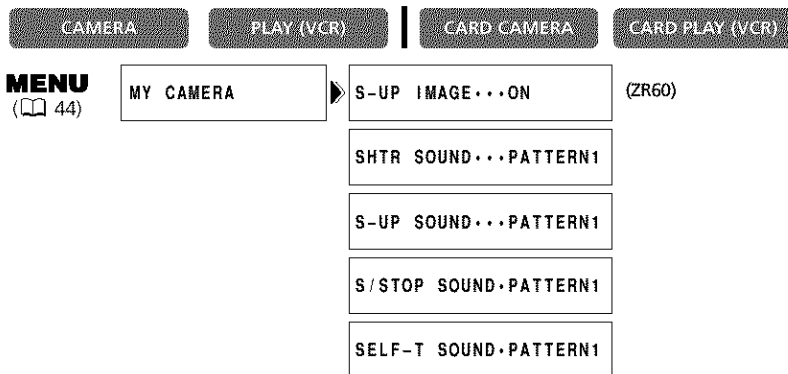 CAMERA PLAY (VCR) CARD CAMERA CARD PLAY (VCR)
MENU MY CAMERA S-UP IMAGE···ON (ZR60)
(44)
SHTR SOUND···PATTERN1
S-UP SOUND···PATTERN1
S/STOP SOUND·PATTERN1
SELF-T SOUND·PATTERN1